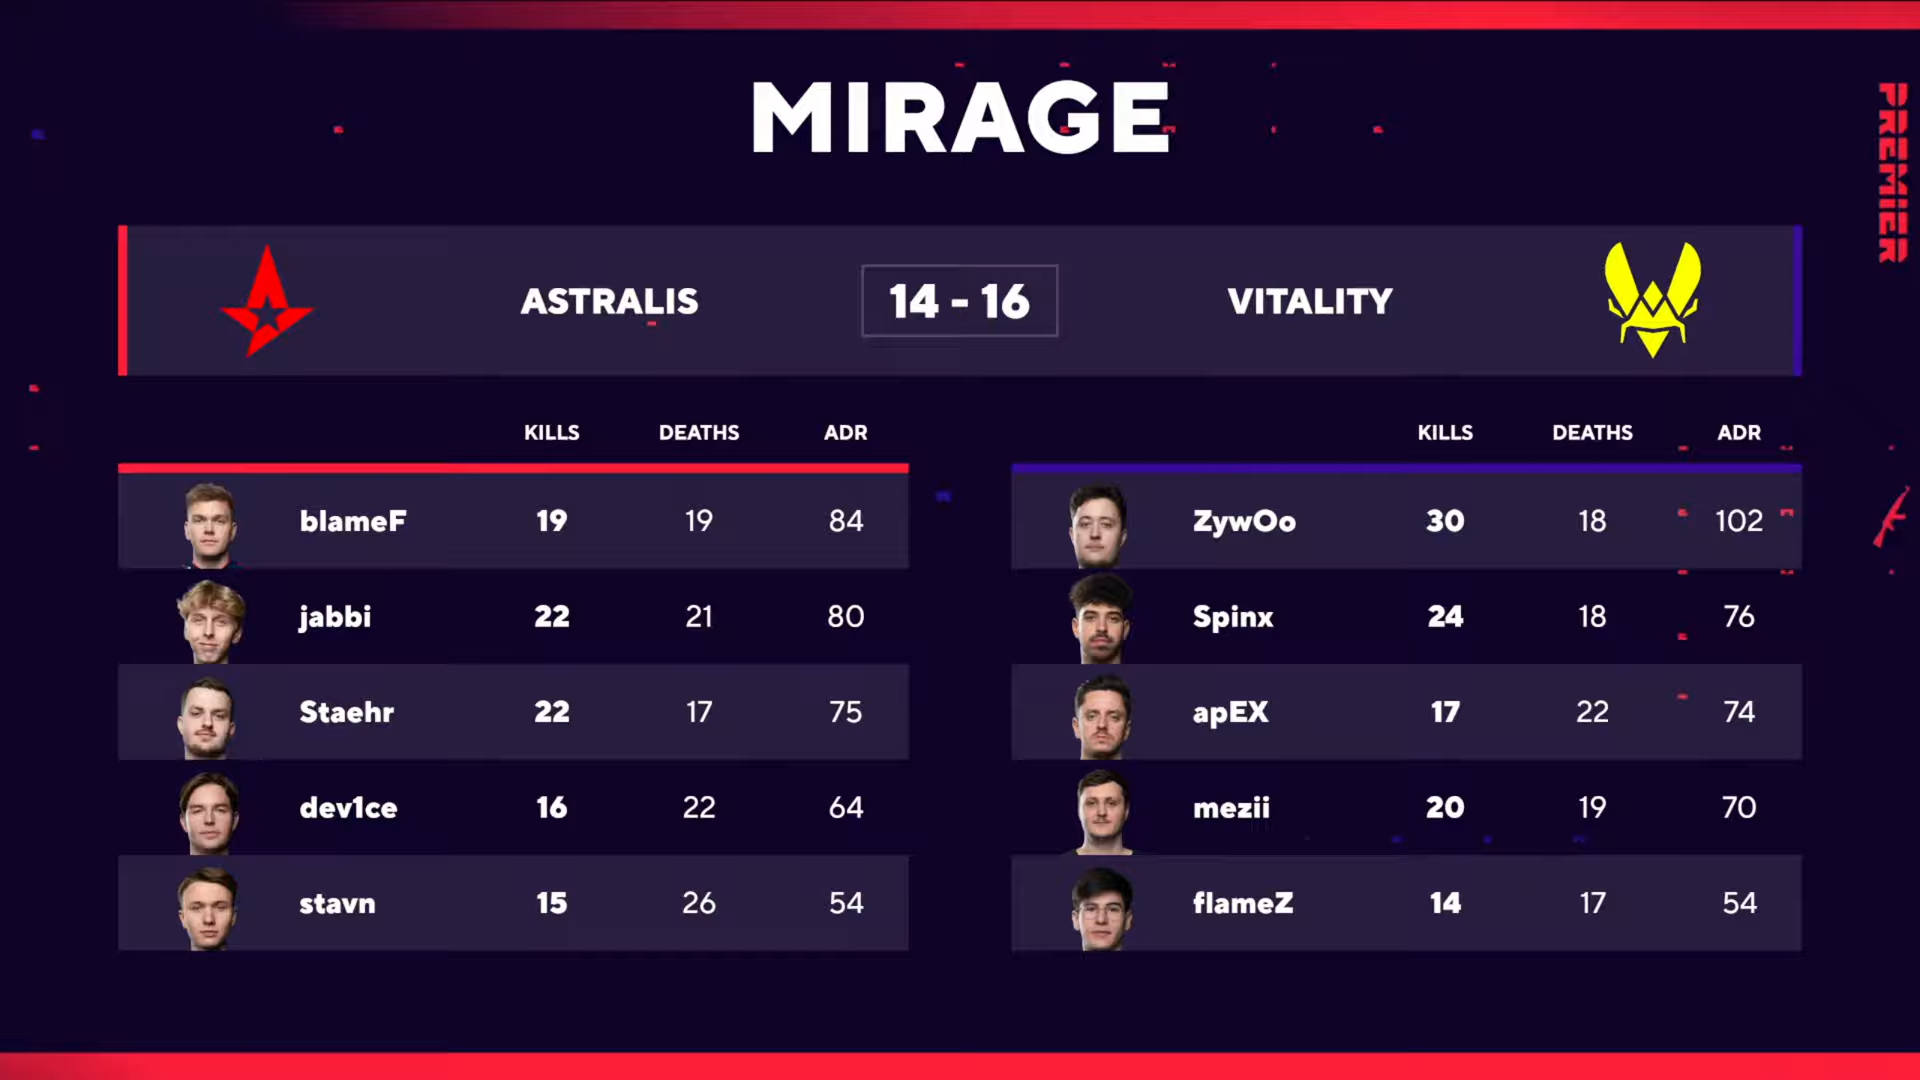 MIRAGE
PREMIER
ASTRALIS 14 - 16 VITALITY
KILLS DEATHS ADR
blameF 19 19 84
jabbi 22 21 80
Staehr 22 17 75
dev1ce 16 22 64
stavn 15 26 54
KILLS DEATHS ADR
ZywOo 30 18 102
Spinx 24 18 76
apEX 17 22 74
mezii 20 19 70
flameZ 14 17 54